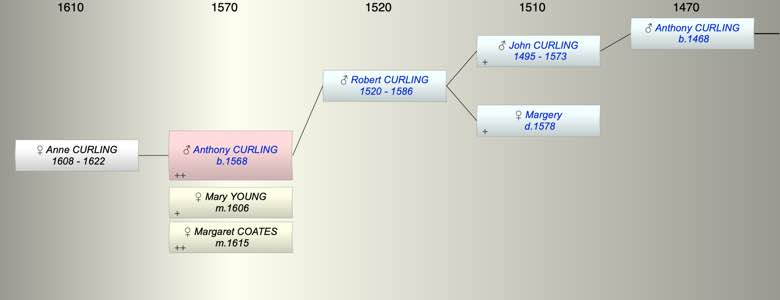 1610 1570 1520 1510 1470
♂ Anthony CURLING
b.1468
♂ John CURLING
1495 - 1573
+
♂ Robert CURLING
1520 - 1586
♀ Margery
d.1578
+
♀ Anne CURLING
1608 - 1622
♂ Anthony CURLING
b.1568
++
♀ Mary YOUNG
m.1606
+
♀ Margaret COATES
m.1615
++